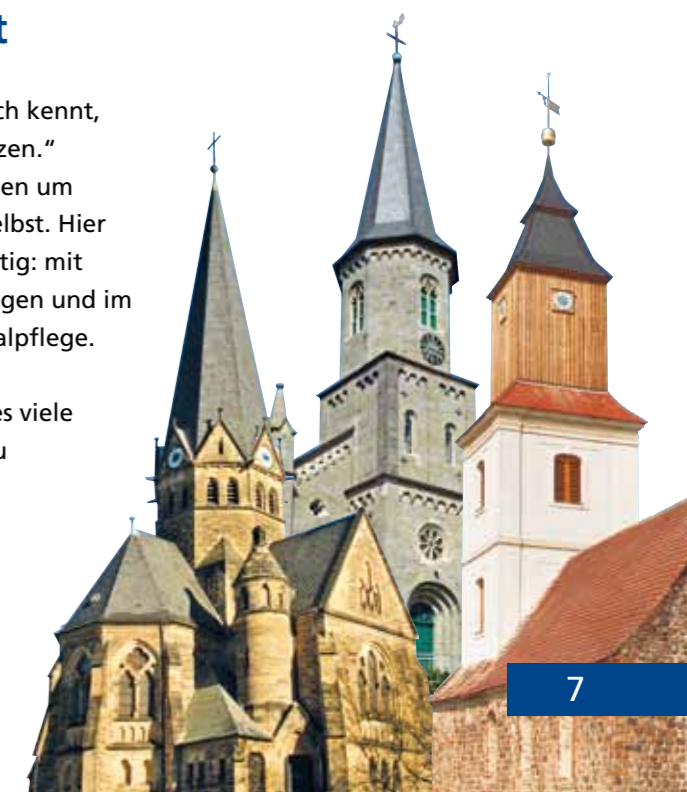 t
ch kennt,
zen.“
en um
elbst. Hier
tig: mit
gen und im
alpflege.
es viele
u
7